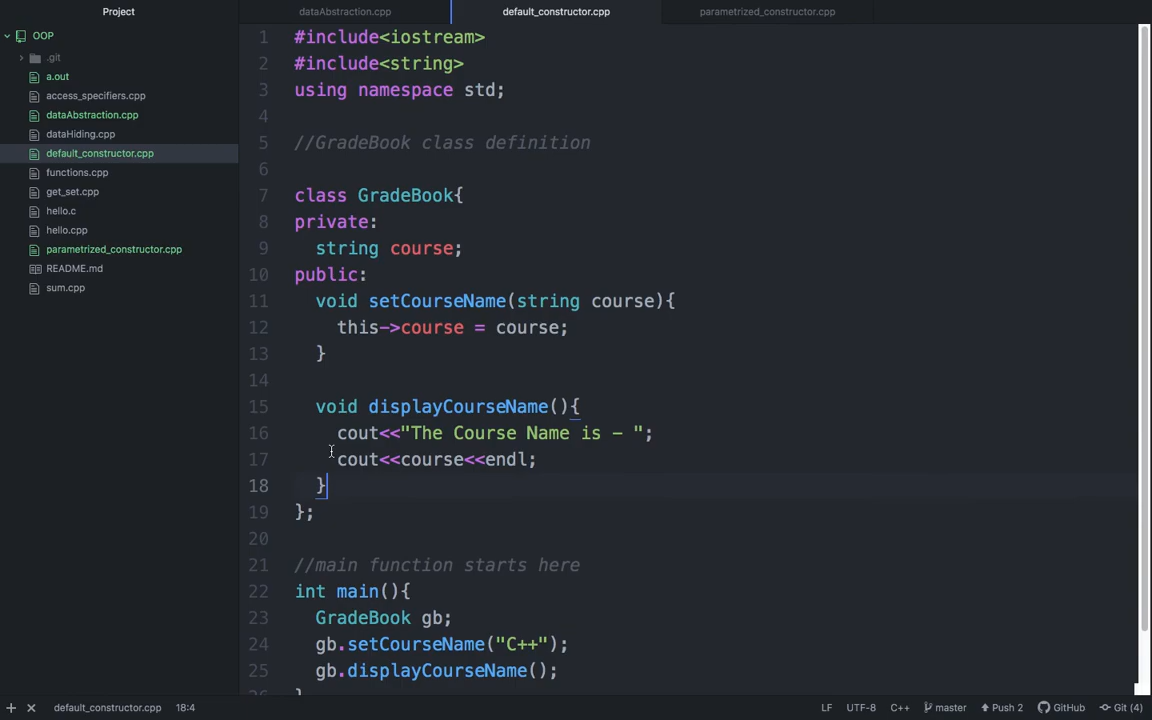 Project
dataAbstraction.cpp
default_constructor.cpp
parametrized_constructor.cpp
OOP
.git
a.out
access_specifiers.cpp
dataAbstraction.cpp
dataHiding.cpp
default_constructor.cpp
functions.cpp
get_set.cpp
hello.c
hello.cpp
parametrized_constructor.cpp
README.md
sum.cpp
1 #include<iostream>
2 #include<string>
3 using namespace std;
4
5 //GradeBook class definition
6
7 class GradeBook{
8 private:
9 string course;
10 public:
11 void setCourseName(string course){
12 this->course = course;
13 }
14
15 void displayCourseName(){
16 cout<<"The Course Name is - ";
17 cout<<course<<endl;
18 }
19 };
20
21 //main function starts here
22 int main(){
23 GradeBook gb;
24 gb.setCourseName("C++");
25 gb.displayCourseName();
default_constructor.cpp 18:4 LF UTF-8 C++ master Push 2 GitHub Git (4)